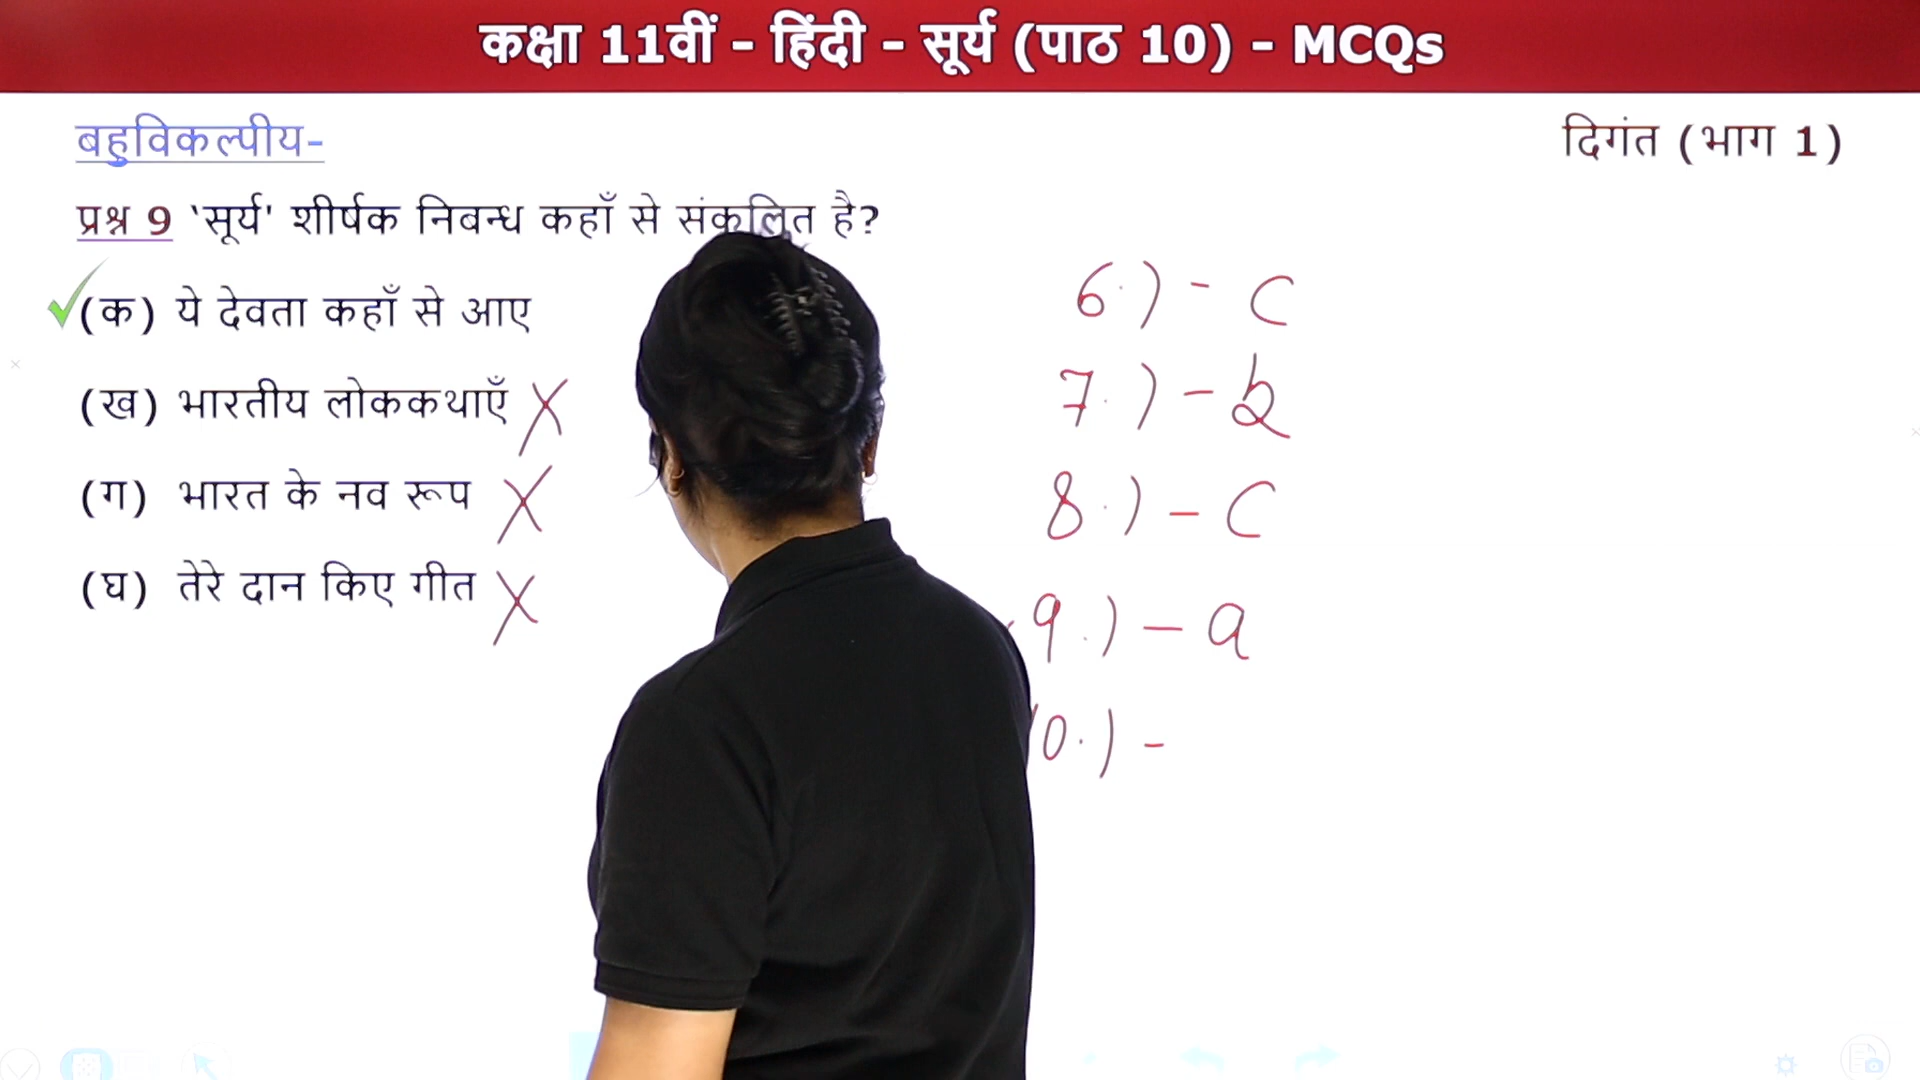 कक्षा 11वीं - हिंदी - सूर्य (पाठ 10) - MCQs
बहुविकल्पीय-
दिगंत (भाग 1)
प्रश्न 9 'सूर्य' शीर्षक निबन्ध कहाँ से संकलित है?
(क) ये देवता कहाँ से आए
(ख) भारतीय लोककथाएँ
(ग) भारत के नव रूप
(घ) तेरे दान किए गीत
6.) - C
7.) - b
8.) - C
9.) - a
10.) -